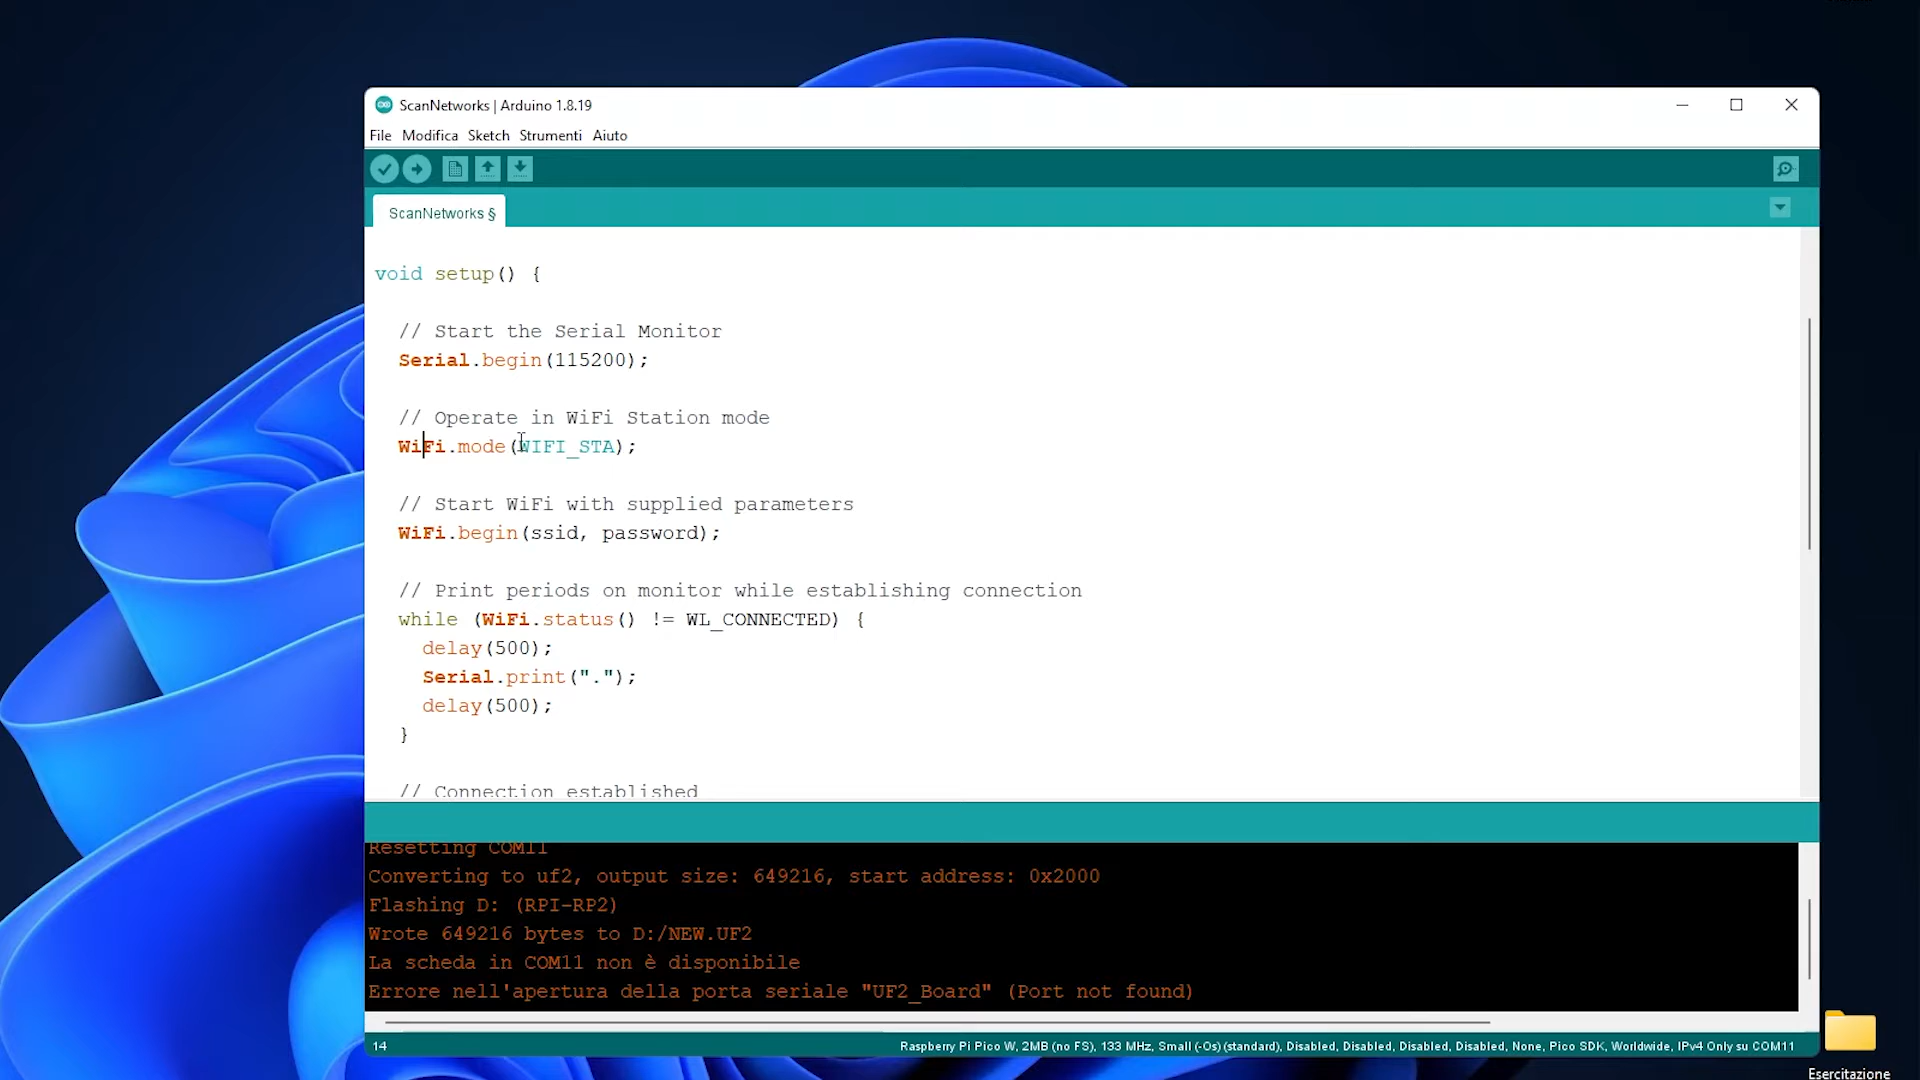 ScanNetworks | Arduino 1.8.19
File Modifica Sketch Strumenti Aiuto
ScanNetworks §
void setup() {
// Start the Serial Monitor
Serial.begin(115200);
// Operate in WiFi Station mode
WiFi.mode(WIFI_STA);
// Start WiFi with supplied parameters
WiFi.begin(ssid, password);
// Print periods on monitor while establishing connection
while (WiFi.status() != WL_CONNECTED) {
delay(500);
Serial.print(".");
delay(500);
}
// Connection established
Resetting COM11
Converting to uf2, output size: 649216, start address: 0x2000
Flashing D: (RPI-RP2)
Wrote 649216 bytes to D:/NEW.UF2
La scheda in COM11 non è disponibile
Errore nell'apertura della porta seriale "UF2_Board" (Port not found)
14
Raspberry Pi Pico W, 2MB (no FS), 133 MHz, Small (-Os) (standard), Disabled, Disabled, Disabled, Disabled, None, Pico SDK, Worldwide, IPv4 Only su COM11
Esercitazione